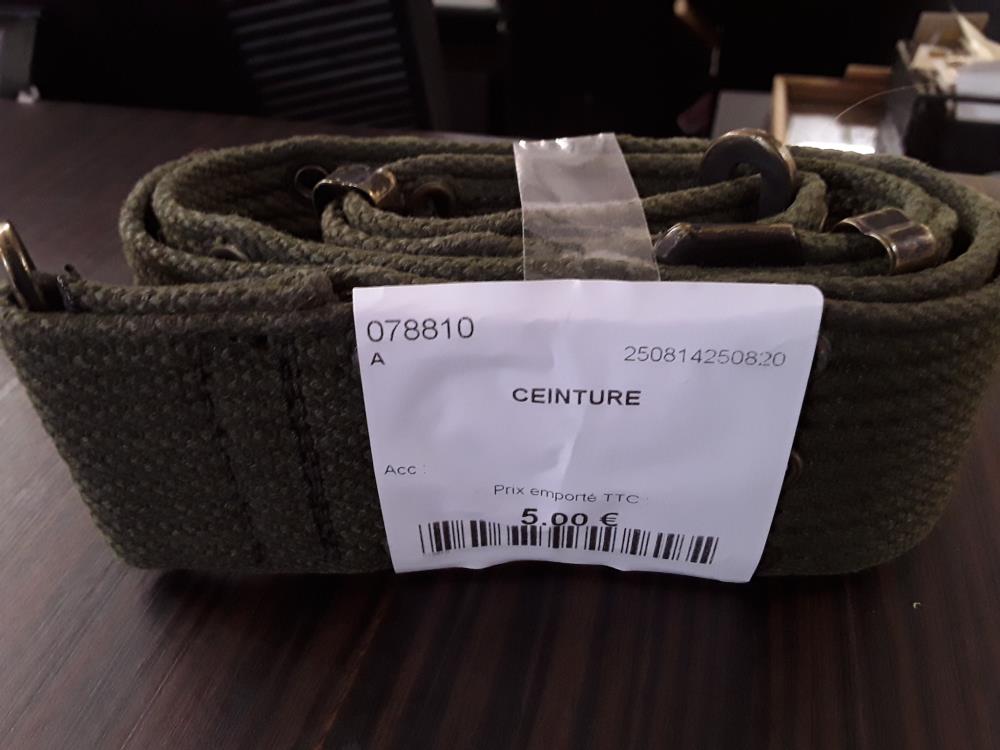 078810
A
250814250820
CEINTURE
Acc :
Prix emporté TTC :
5.00 €